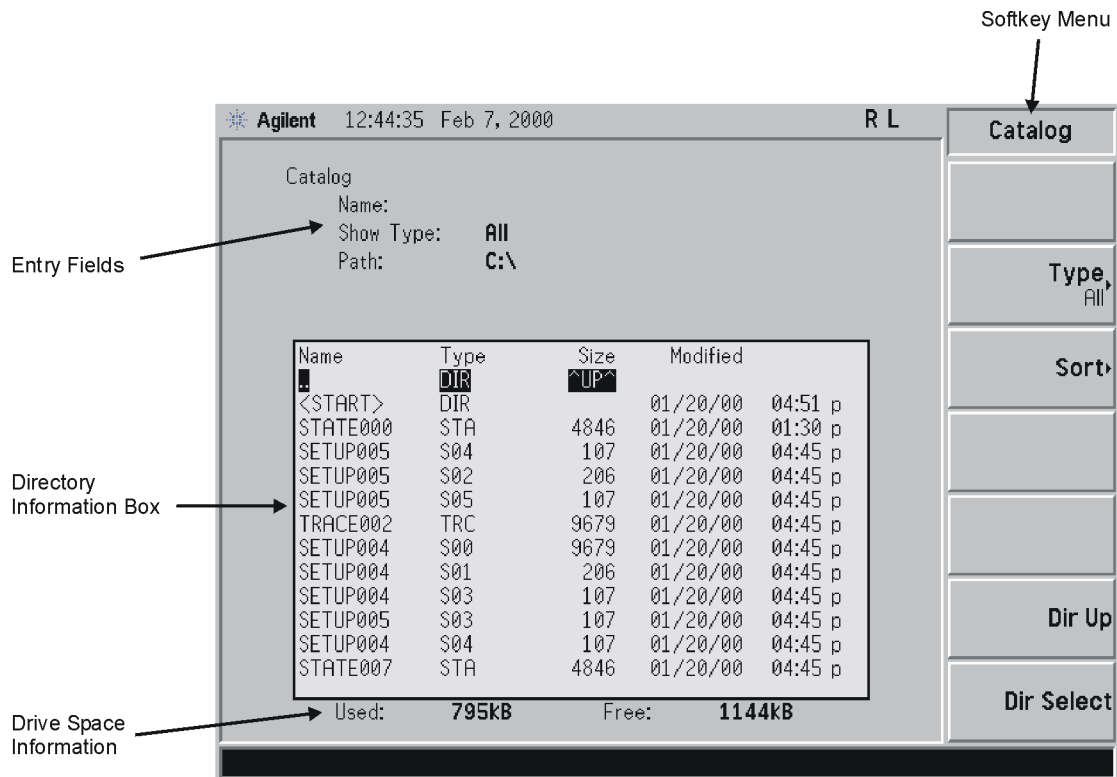 Softkey Menu
Agilent 12:44:35 Feb 7, 2000 R L
Catalog
Catalog
Name:
Show Type: All
Path: C:\
Entry Fields
Type
All
Sort
Name Type Size Modified
.. DIR ^UP^
<START> DIR 01/20/00 04:51 p
STATE000 STA 4846 01/20/00 01:30 p
SETUP005 S04 107 01/20/00 04:45 p
SETUP005 S02 206 01/20/00 04:45 p
SETUP005 S05 107 01/20/00 04:45 p
TRACE002 TRC 9679 01/20/00 04:45 p
SETUP004 S00 9679 01/20/00 04:45 p
SETUP004 S01 206 01/20/00 04:45 p
SETUP004 S03 107 01/20/00 04:45 p
SETUP005 S03 107 01/20/00 04:45 p
SETUP004 S04 107 01/20/00 04:45 p
STATE007 STA 4846 01/20/00 04:45 p
Directory
Information Box
Dir Up
Dir Select
Used: 795kB Free: 1144kB
Drive Space
Information